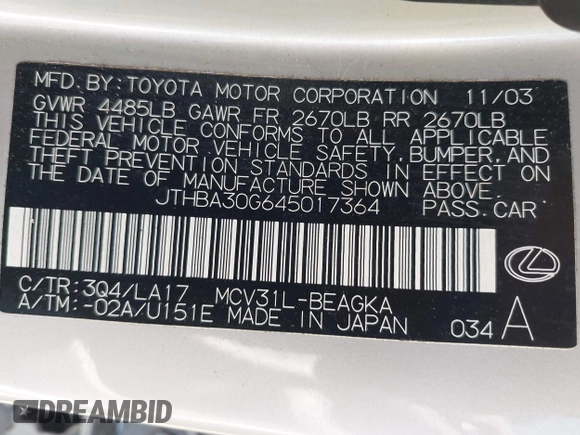 MFD. BY: TOYOTA MOTOR CORPORATION 11/03
GVWR 4485LB GAWR FR 2670LB RR 2670LB
THIS VEHICLE CONFORMS TO ALL APPLICABLE
FEDERAL MOTOR VEHICLE SAFETY, BUMPER, AND
THEFT PREVENTION STANDARDS IN EFFECT ON
THE DATE OF MANUFACTURE SHOWN ABOVE.
JTHBA30G645017364 PASS. CAR
C/TR: 3Q4/LA17 MCV31L-BEAGKA
A/TM: -02A/U151E MADE IN JAPAN 034 A
DREAMBID